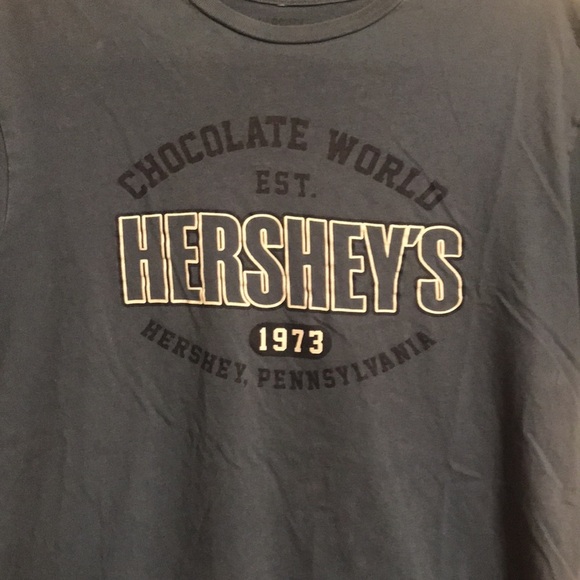 CHOCOLATE WORLD
EST.
HERSHEY'S
1973
HERSHEY, PENNSYLVANIA